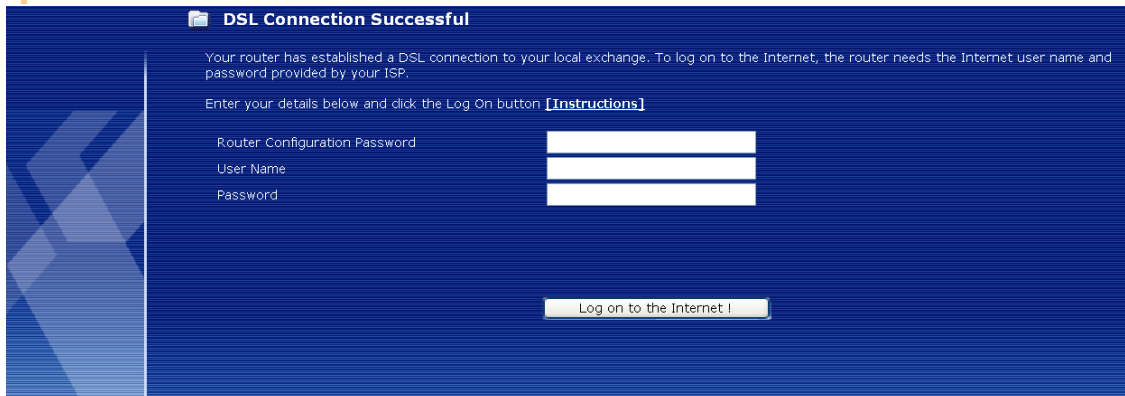 DSL Connection Successful
Your router has established a DSL connection to your local exchange. To log on to the Internet, the router needs the Internet user name and
password provided by your ISP.
Enter your details below and click the Log On button [Instructions]
Router Configuration Password
User Name
Password
Log on to the Internet !